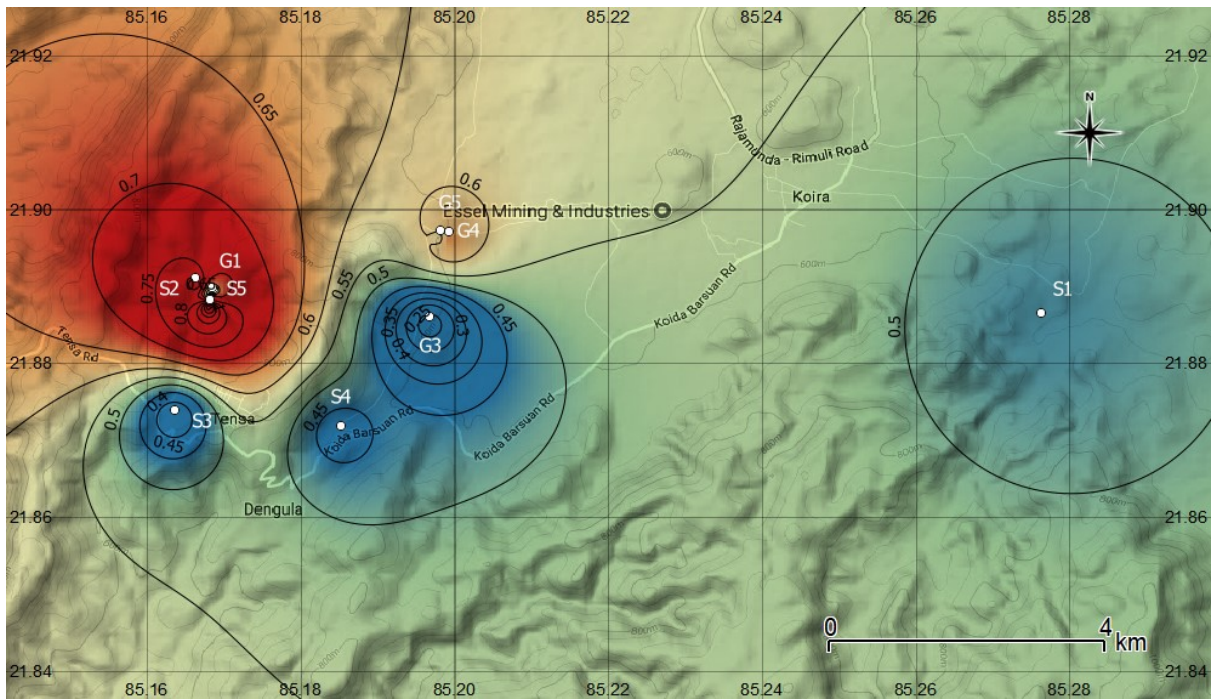 85.16 85.18 85.20 85.22 85.24 85.26 85.28
21.92 21.92
0.65
N
600m
Rajamunda - Rimuli Road
0.7
0.6
G5
Koira
21.90 Essel Mining & Industries 21.90
G4
G1
S2 S5
0.75
0.55
0.5
600m
S1
0.8
0.35
0.3
0.45
Koida Barsuan Rd
0.5
0.6
G3
Tensa Rd
21.88 21.88
0.4
0.4
S4
0.5
S3 Tensa
0.45
0.45
Koida Barsuan Rd
Koida Barsuan Rd
Dengula
21.86 21.86
800m
0 4 km
21.84 21.84
85.16 85.18 85.20 85.22 85.24 85.26 85.28